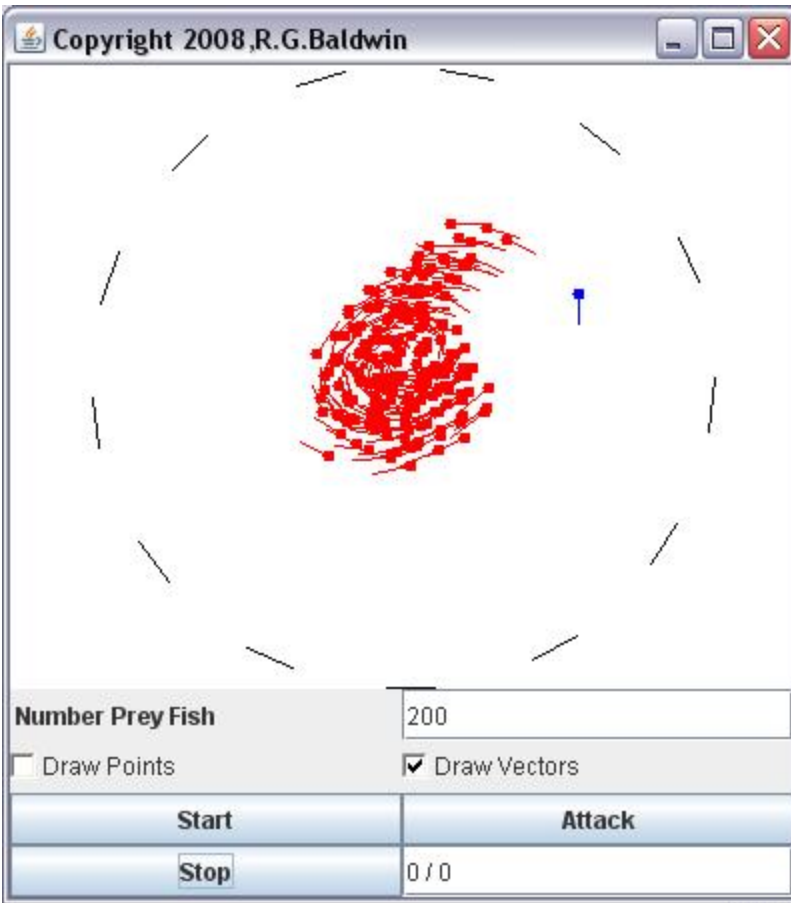 Copyright 2008,R.G.Baldwin
Number Prey Fish 200
Draw Points Draw Vectors
Start Attack
Stop 0 / 0